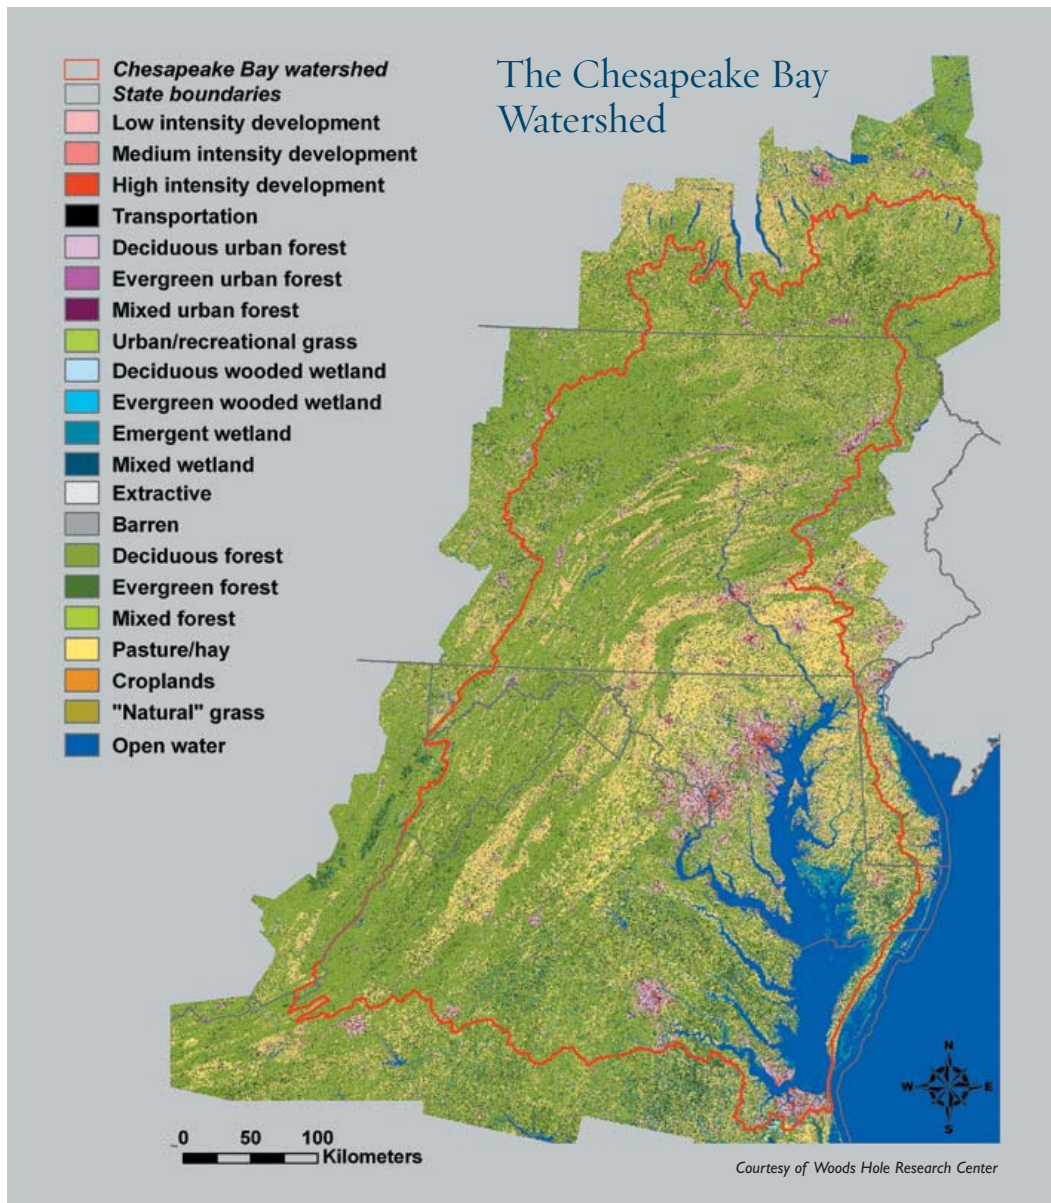 The Chesapeake Bay
Watershed
Chesapeake Bay watershed
State boundaries
Low intensity development
Medium intensity development
High intensity development
Transportation
Deciduous urban forest
Evergreen urban forest
Mixed urban forest
Urban/recreational grass
Deciduous wooded wetland
Evergreen wooded wetland
Emergent wetland
Mixed wetland
Extractive
Barren
Deciduous forest
Evergreen forest
Mixed forest
Pasture/hay
Croplands
"Natural" grass
Open water
N
W E
S
0 50 100
Kilometers
Courtesy of Woods Hole Research Center